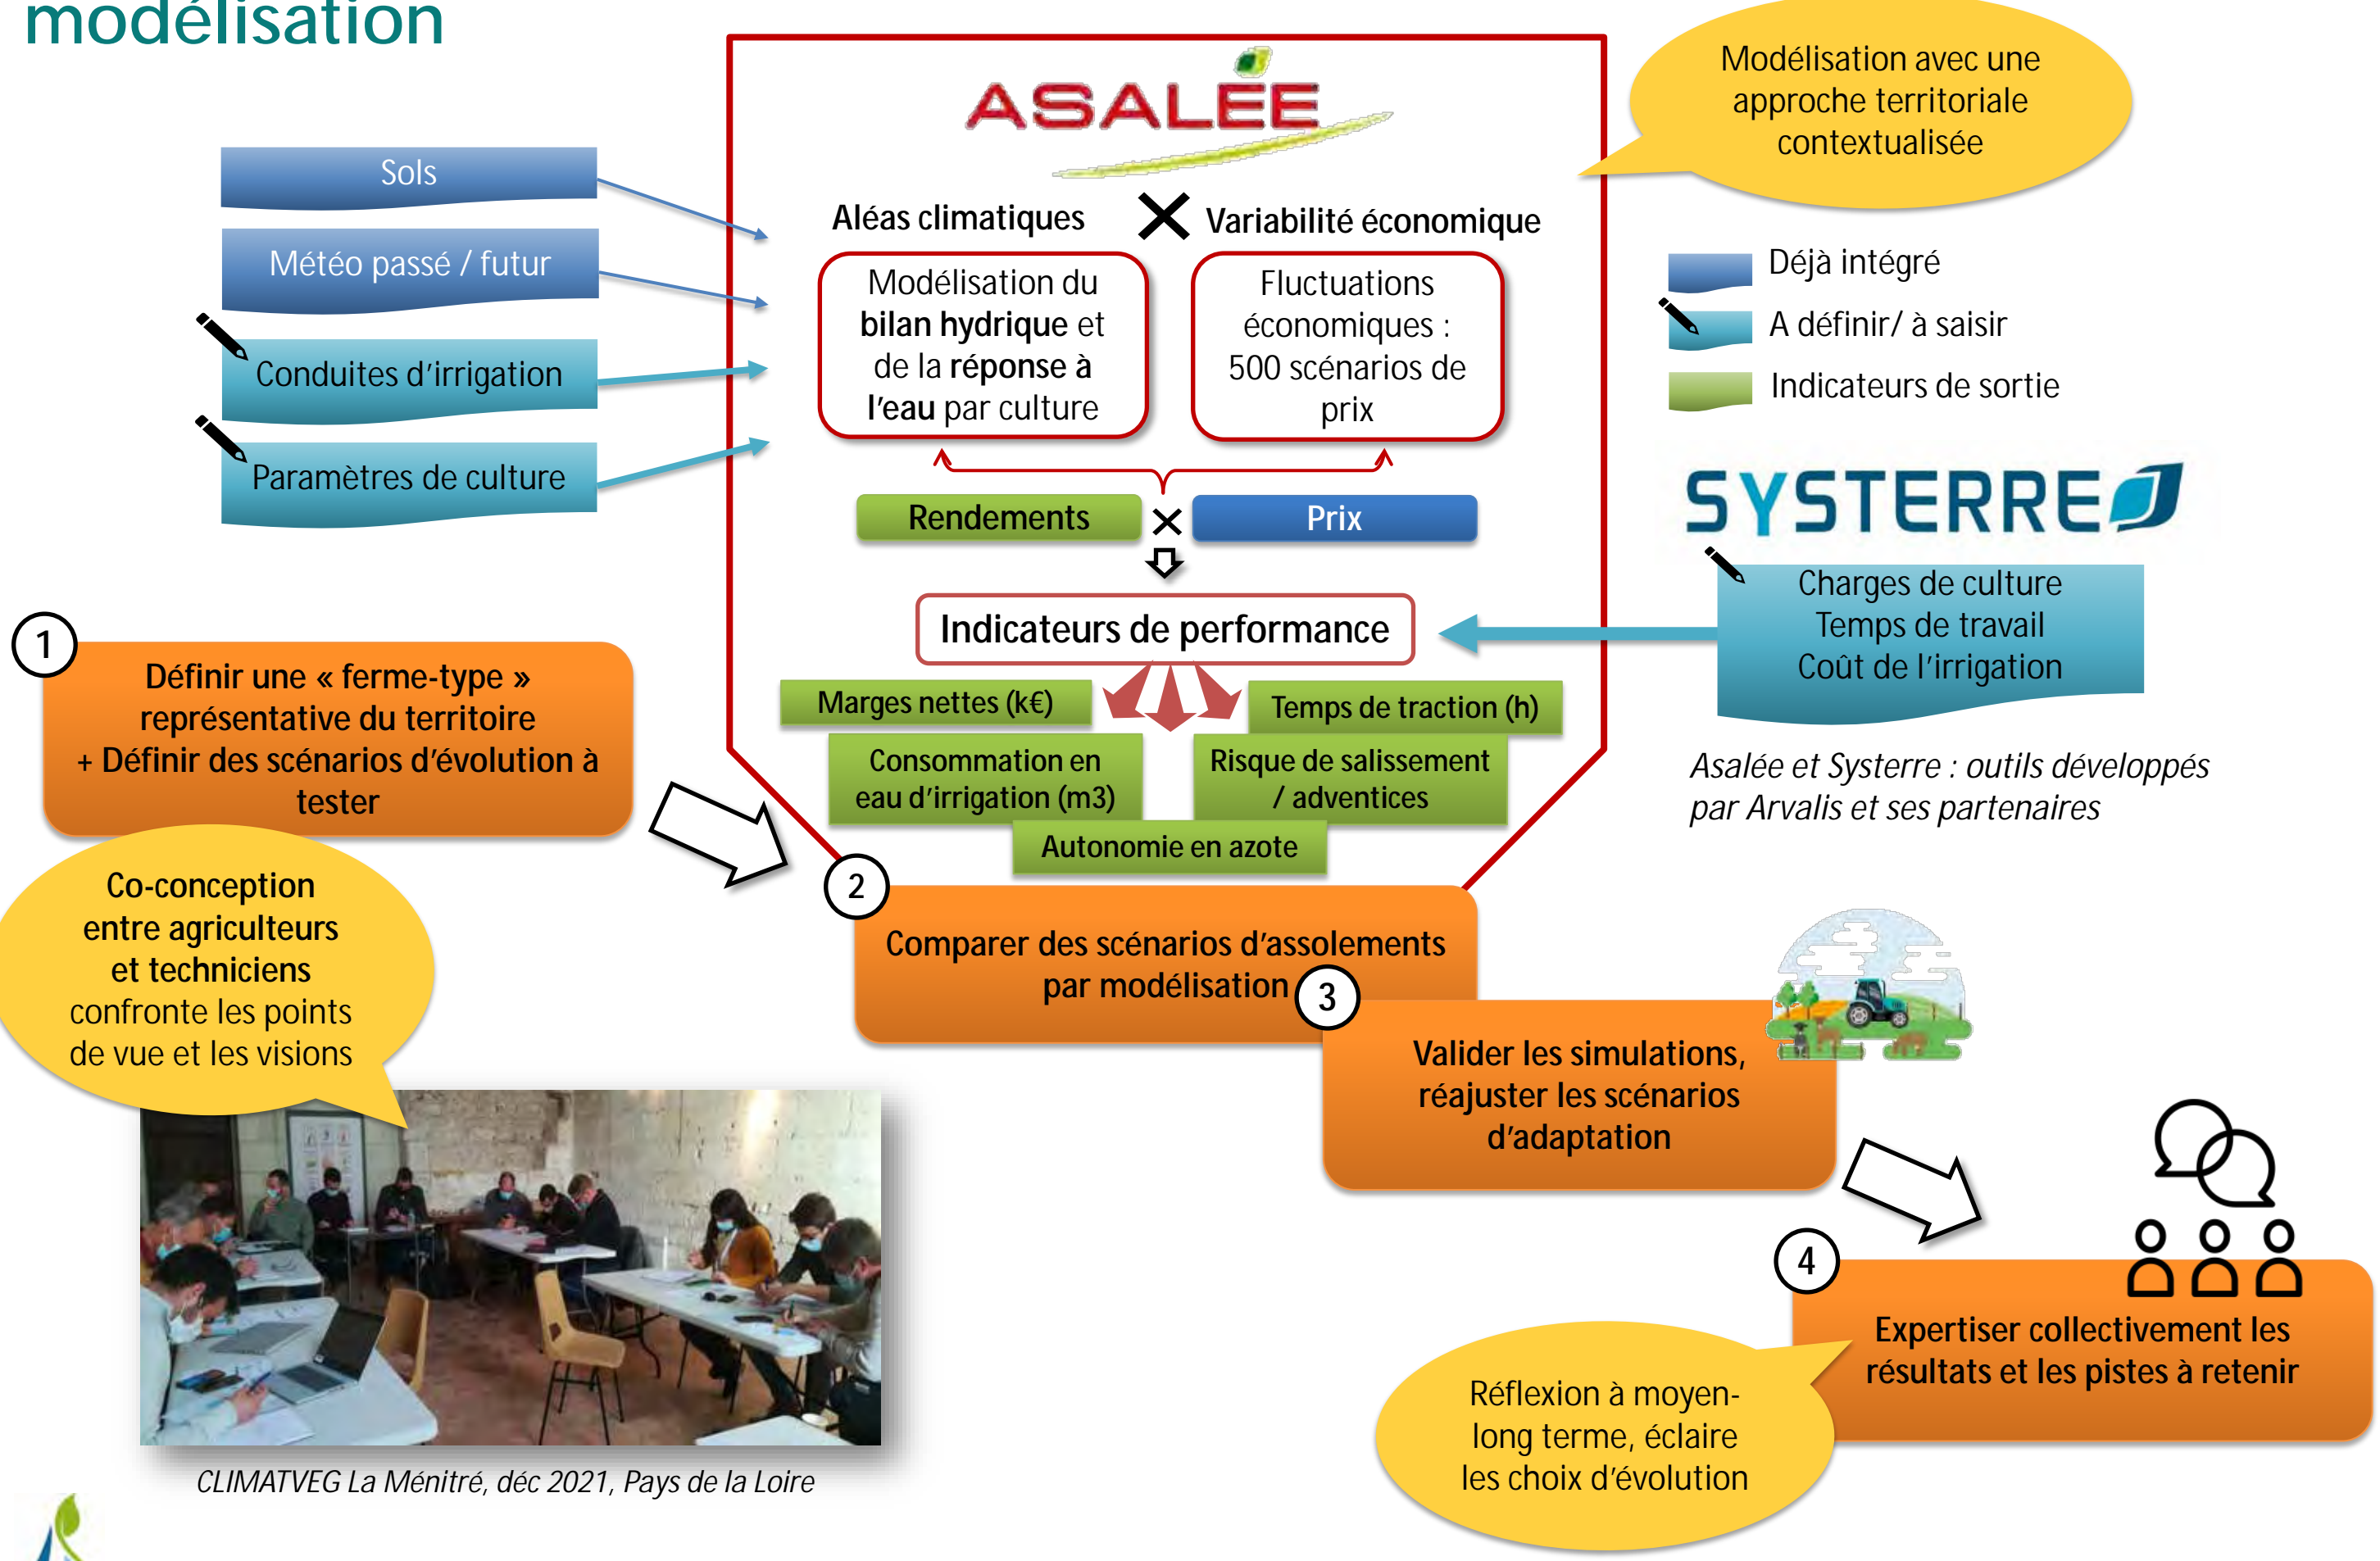 modélisation
ASALÉE
Modélisation avec une
approche territoriale
contextualisée
Sols
Météo passé / futur
Conduites d'irrigation
Paramètres de culture
Aléas climatiques
Variabilité économique
Modélisation du
bilan hydrique et
de la réponse à
l'eau par culture
Fluctuations
économiques :
500 scénarios de
prix
Déjà intégré
A définir/ à saisir
Indicateurs de sortie
Rendements
Prix
SYSTERRE
Indicateurs de performance
Charges de culture
Temps de travail
Coût de l'irrigation
Marges nettes (k€)
Temps de traction (h)
Consommation en
eau d'irrigation (m3)
Risque de salissement
/ adventices
Autonomie en azote
Asalée et Systerre : outils développés
par Arvalis et ses partenaires
1
Définir une « ferme-type »
représentative du territoire
+ Définir des scénarios d'évolution à
tester
Co-conception
entre agriculteurs
et techniciens
confronte les points
de vue et les visions
2
Comparer des scénarios d'assolements
par modélisation
3
Valider les simulations,
réajuster les scénarios
d'adaptation
CLIMATVEG La Ménitré, déc 2021, Pays de la Loire
4
Expertiser collectivement les
résultats et les pistes à retenir
Réflexion à moyen-
long terme, éclaire
les choix d'évolution